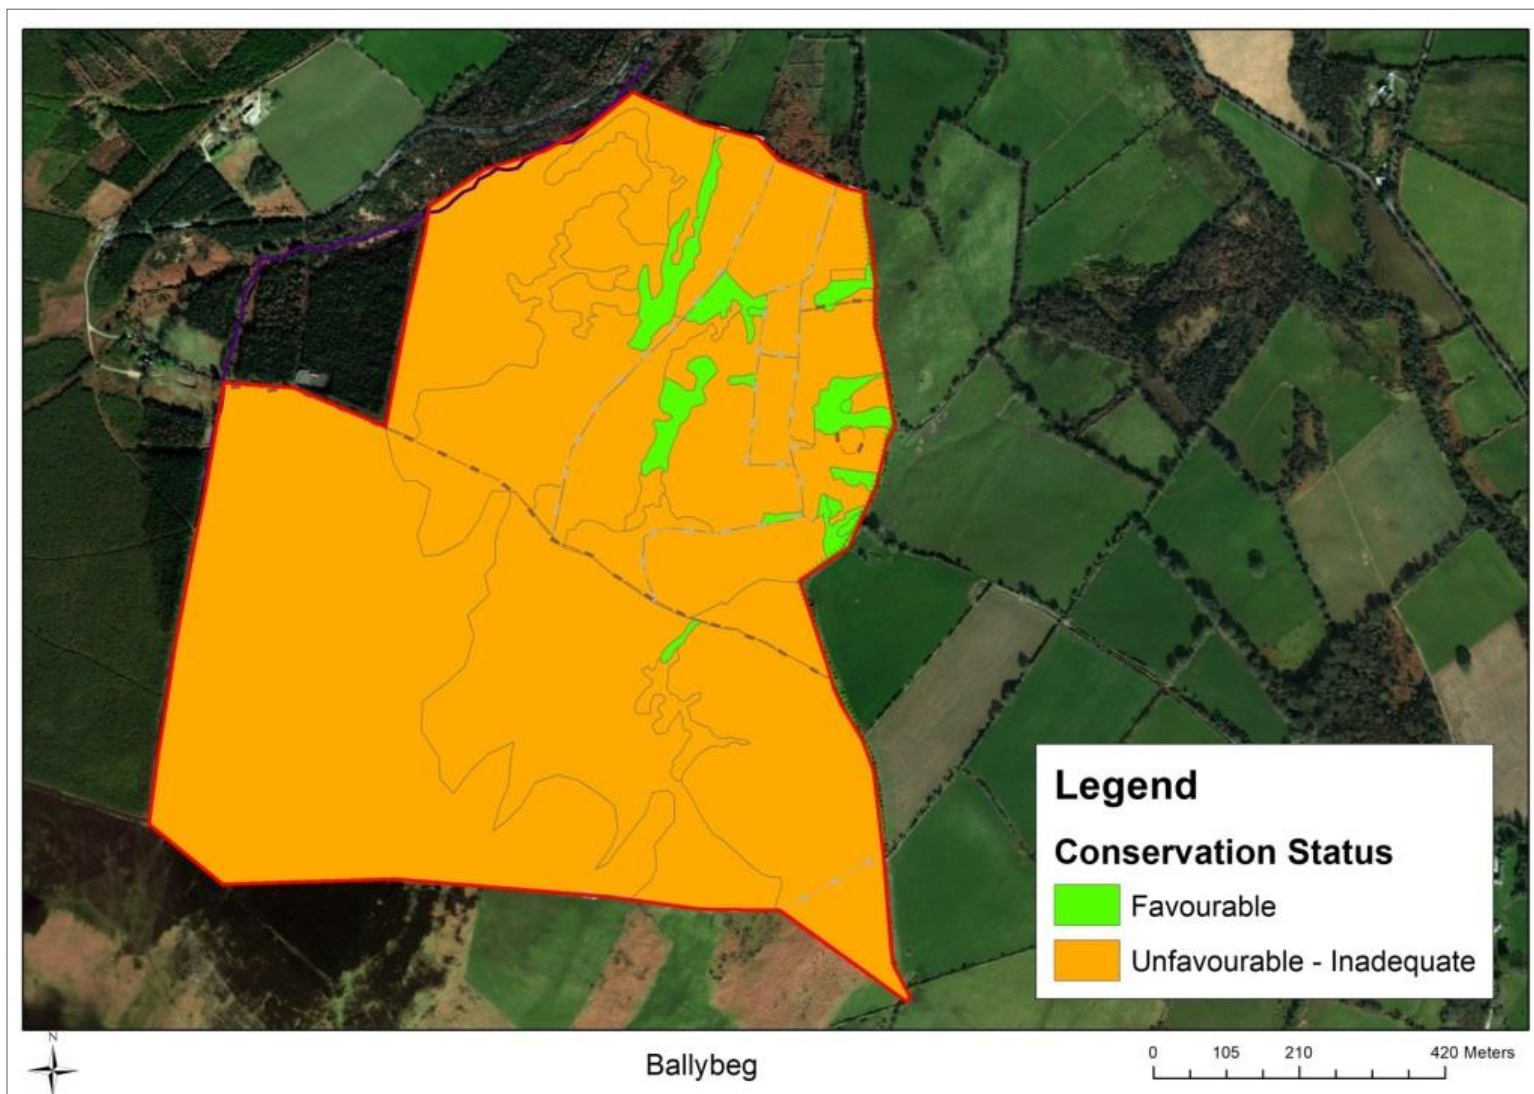 Legend
Conservation Status
Favourable
Unfavourable - Inadequate
N
Ballybeg
0 105 210 420 Meters